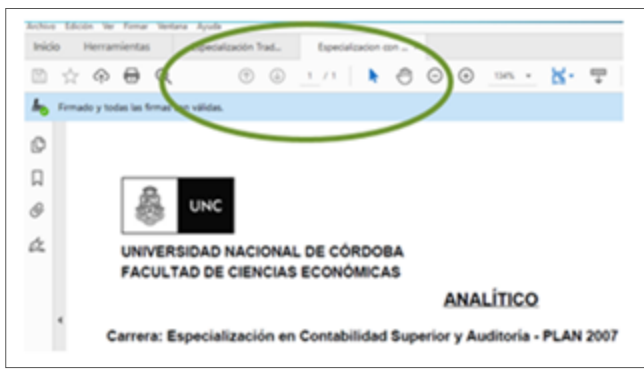 Archivo Edición Ver Firmar Ventana Ayuda
Inicio Herramientas Especialización Trad... Especializacion con ...
1 / 1 134%
Firmado y todas las firmas son válidas.
UNC
UNIVERSIDAD NACIONAL DE CÓRDOBA
FACULTAD DE CIENCIAS ECONÓMICAS
ANALÍTICO
Carrera: Especialización en Contabilidad Superior y Auditoría - PLAN 2007